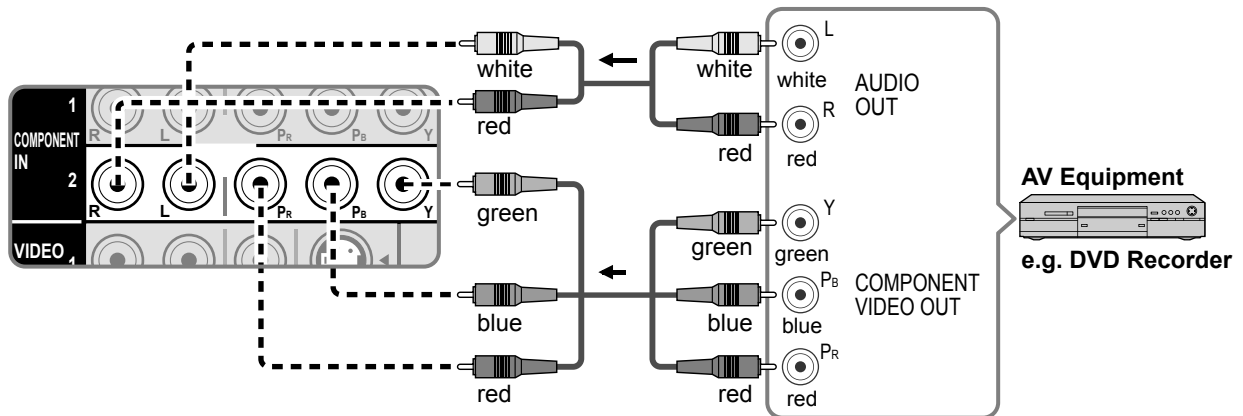 white
white
L
white
AUDIO
OUT
red
red
R
red
COMPONENT
IN
1
R
L
PR
PB
Y
2
R
L
PR
PB
Y
VIDEO
1
green
green
Y
green
blue
blue
PB
blue
COMPONENT
VIDEO OUT
red
red
PR
red
AV Equipment
e.g. DVD Recorder